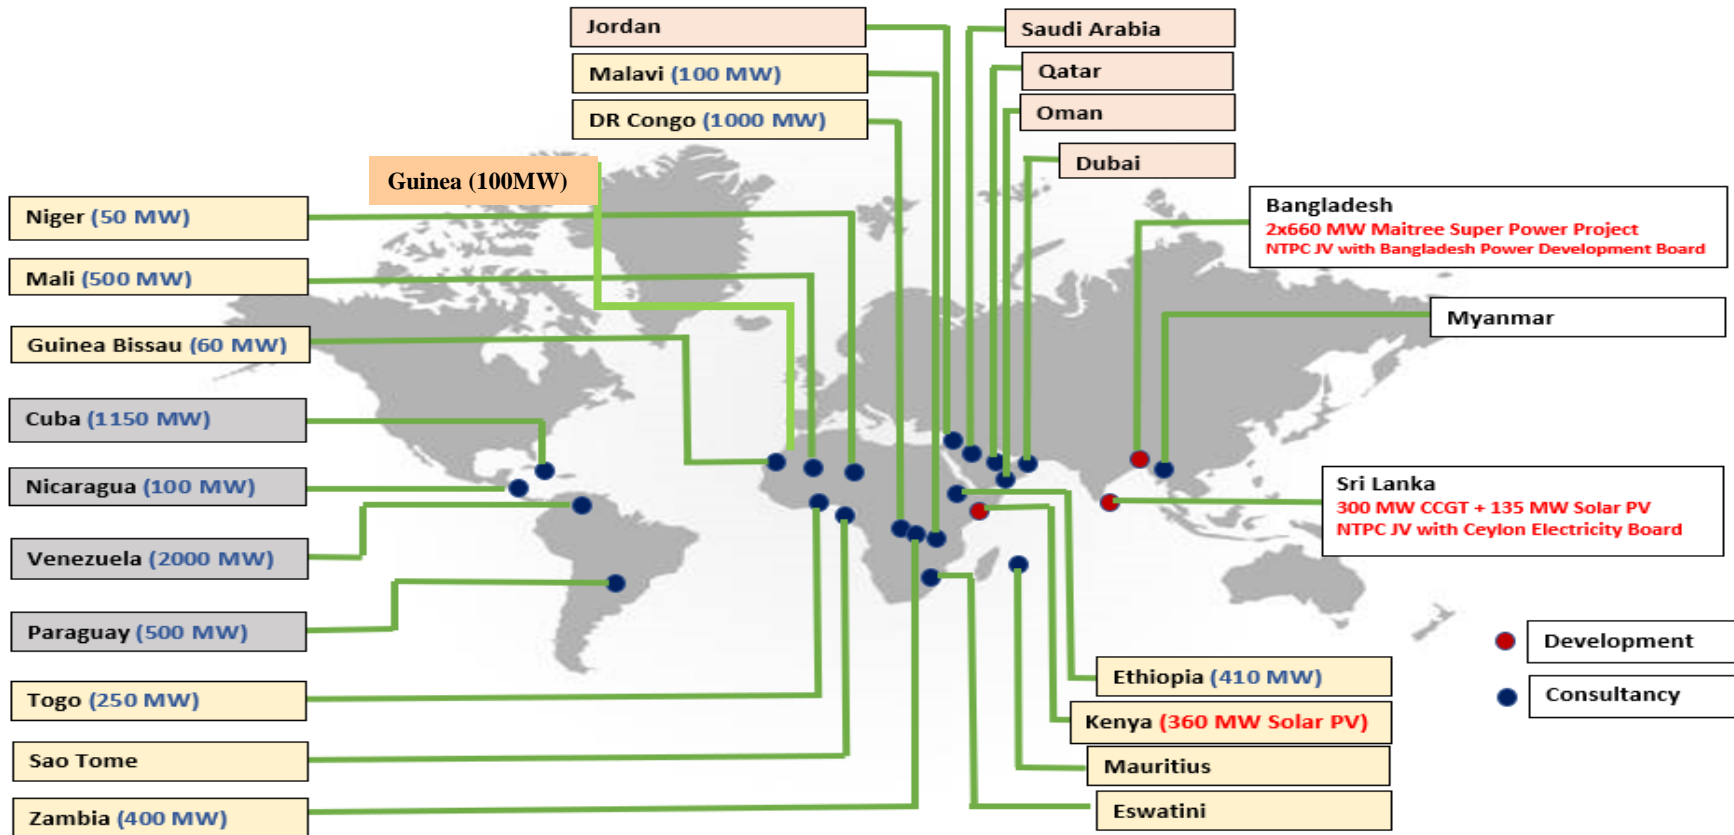 Jordan
Malavi (100 MW)
DR Congo (1000 MW)
Saudi Arabia
Qatar
Oman
Dubai
Guinea (100MW)
Niger (50 MW)
Mali (500 MW)
Guinea Bissau (60 MW)
Cuba (1150 MW)
Nicaragua (100 MW)
Venezuela (2000 MW)
Paraguay (500 MW)
Togo (250 MW)
Sao Tome
Zambia (400 MW)
Bangladesh
2x660 MW Maitree Super Power Project
NTPC JV with Bangladesh Power Development Board
Myanmar
Sri Lanka
300 MW CCGT + 135 MW Solar PV
NTPC JV with Ceylon Electricity Board
Development
Consultancy
Ethiopia (410 MW)
Kenya (360 MW Solar PV)
Mauritius
Eswatini